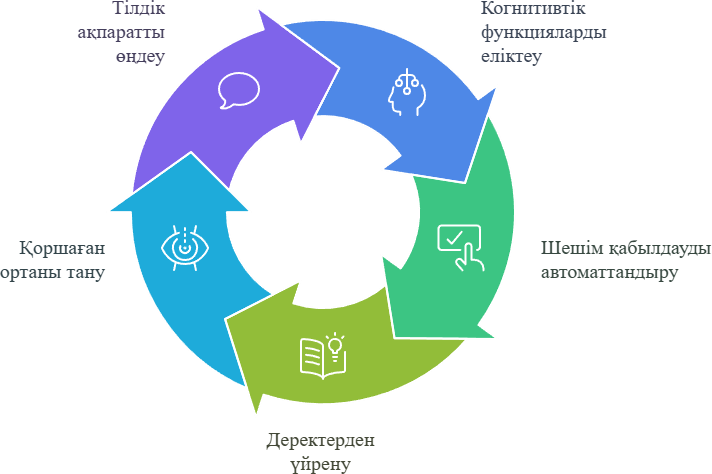 Тілдік
ақпаратты
өңдеу
Когнитивтік
функцияларды
еліктеу
Шешім қабылдауды
автоматтандыру
Деректерден
үйрену
Қоршаған
ортаны тану